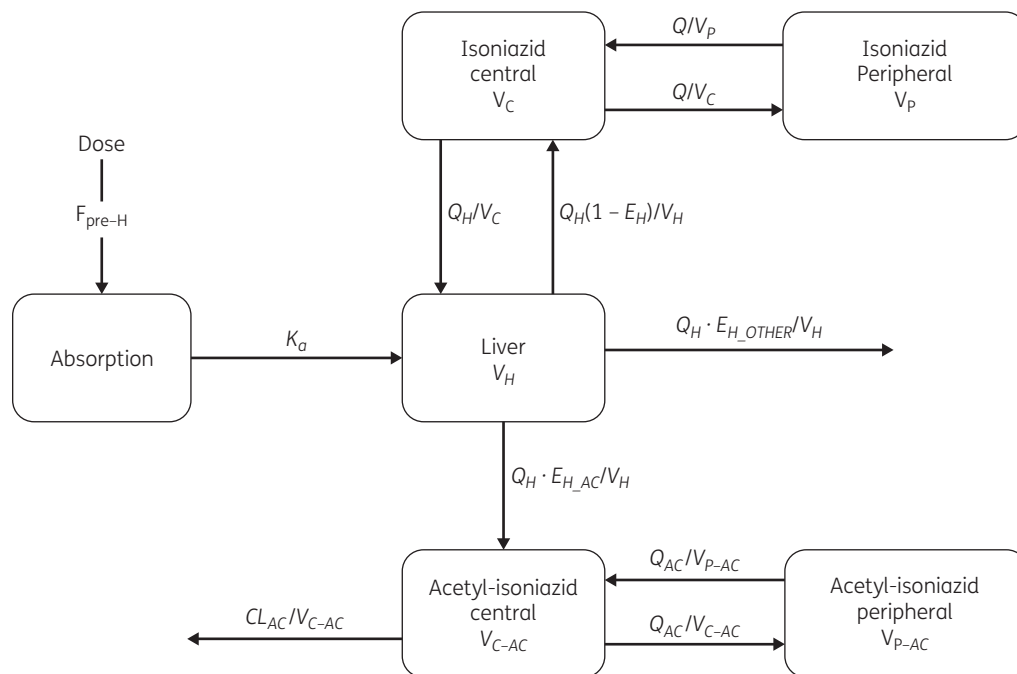 Isoniazid
central
V_C
Q/V_P
Q/V_C
Isoniazid
Peripheral
V_P
Dose
F_pre–H
Q_H/V_C
Q_H(1 – E_H)/V_H
Absorption
K_a
Liver
V_H
Q_H · E_H_OTHER/V_H
Q_H · E_H_AC/V_H
Acetyl-isoniazid
central
V_C–AC
CL_AC/V_C–AC
Q_AC/V_P–AC
Q_AC/V_C–AC
Acetyl-isoniazid
peripheral
V_P–AC